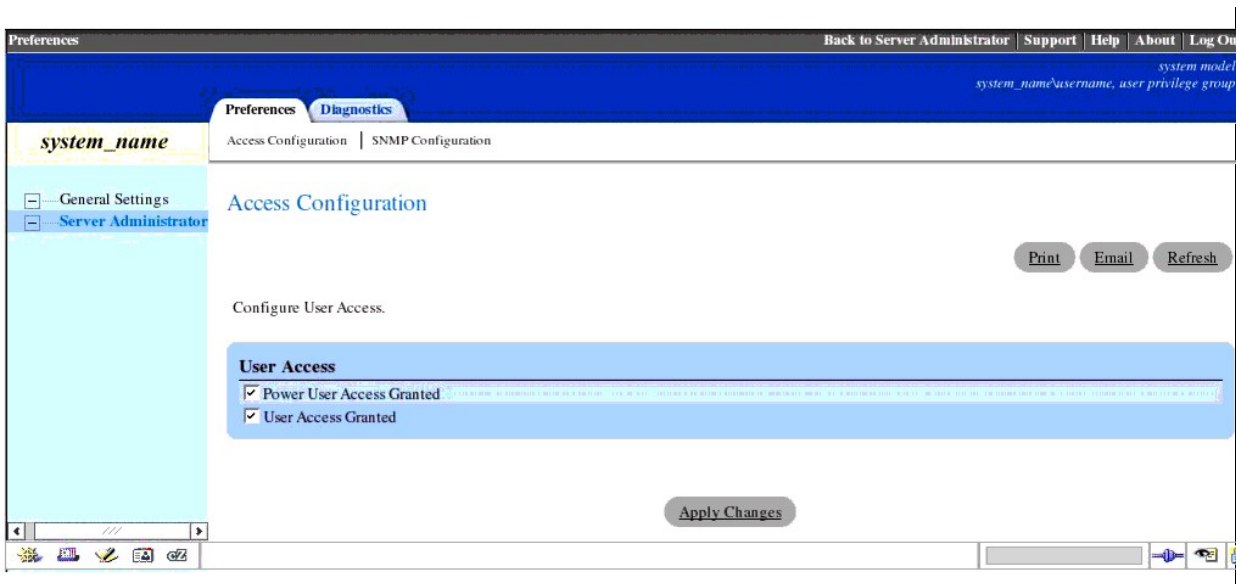 Preferences Back to Server Administrator | Support | Help | About | Log Ou
system model
system_name\username, user privilege group
Preferences Diagnostics
system_name
Access Configuration | SNMP Configuration
General Settings
Server Administrator
Access Configuration
Print Email Refresh
Configure User Access.
User Access
Power User Access Granted
User Access Granted
Apply Changes